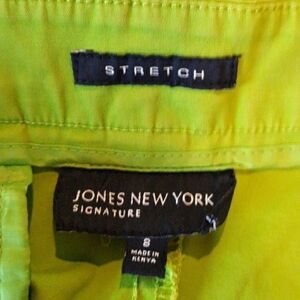 STRETCH
JONES NEW YORK
SIGNATURE
8
MADE IN
KENYA